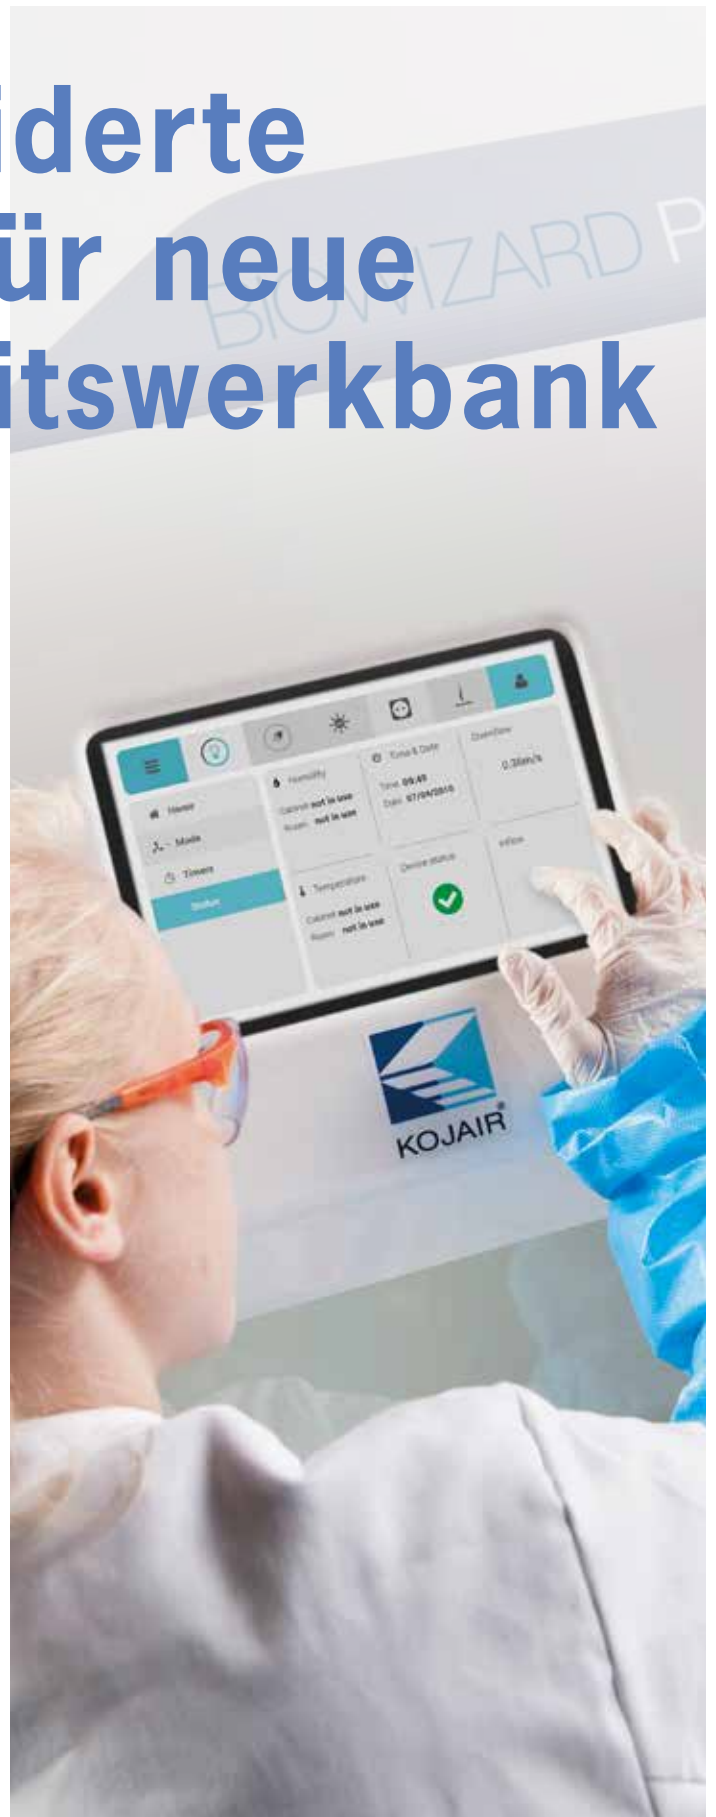 iderte
ür neue
itswerkbank
BIOWIZARD P
Home
Mode
Timers
Status
Humidity
Cabinet not in use
Room not in use
Time & Date
Time 09:49
Date 07/04/2010
Downflow
0.36m/s
Temperature
Cabinet not in use
Room not in use
Device status
Inflow
KOJAIR®